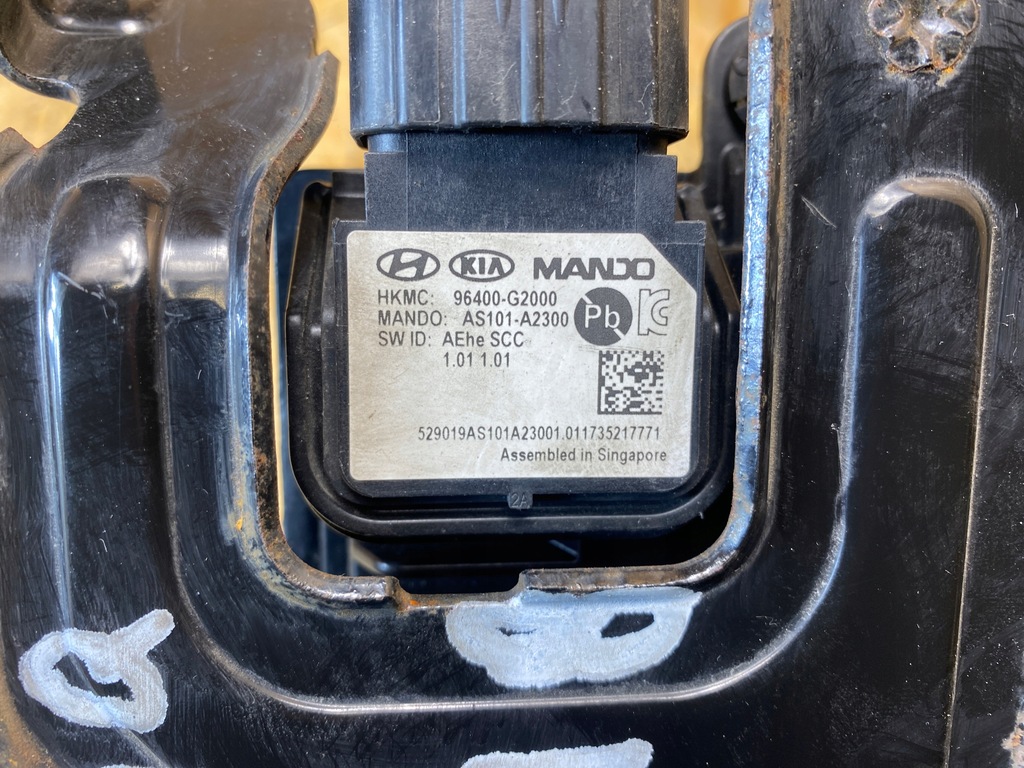 KIA MANDO
HKMC: 96400-G2000
MANDO: AS101-A2300
Pb
SW ID: AEhe SCC
1.01 1.01
529019AS101A23001.011735217771
Assembled in Singapore
2A